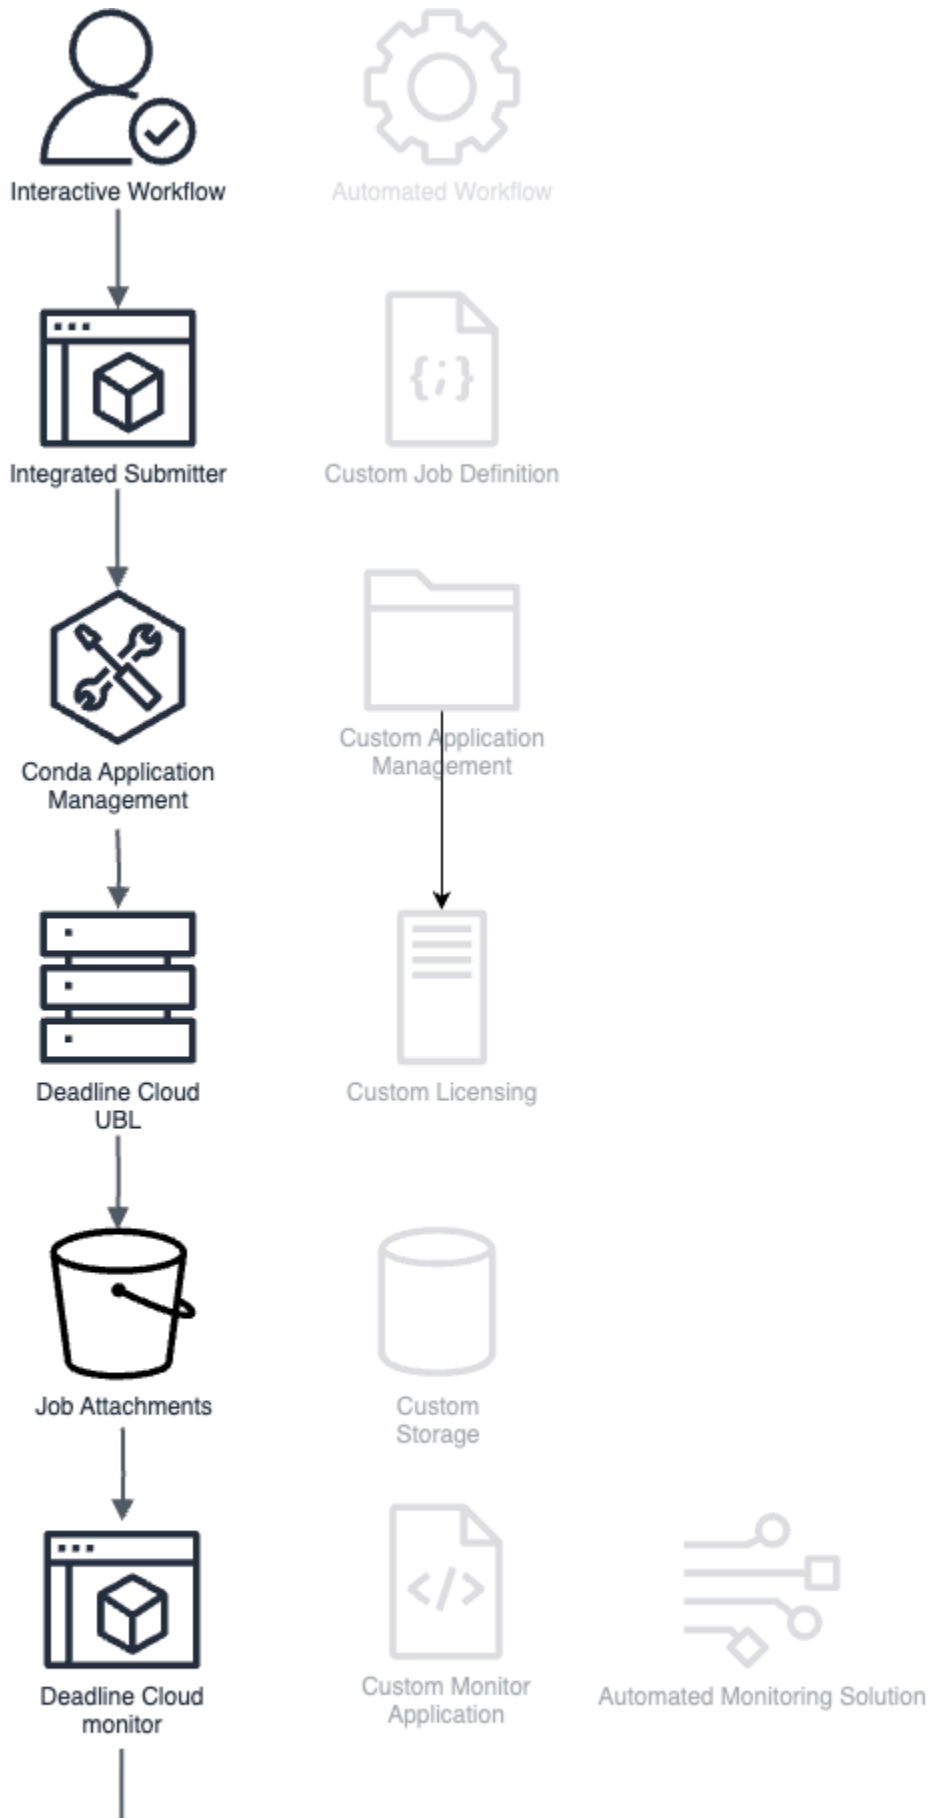 Interactive Workflow
Automated Workflow
{;}
Integrated Submitter
Custom Job Definition
Custom Application
Management
Conda Application
Management
Deadline Cloud
UBL
Custom Licensing
Job Attachments
Custom
Storage
</>
Deadline Cloud
monitor
Custom Monitor
Application
Automated Monitoring Solution